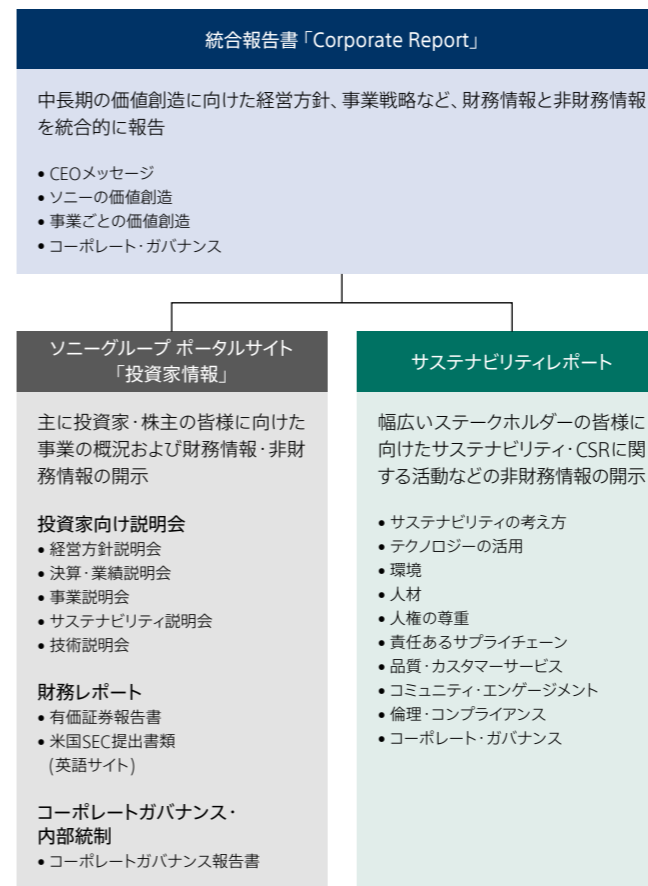 統合報告書「Corporate Report」
中長期の価値創造に向けた経営方針、事業戦略など、財務情報と非財務情報
を統合的に報告
• CEOメッセージ
• ソニーの価値創造
• 事業ごとの価値創造
• コーポレート・ガバナンス
ソニーグループ ポータルサイト
「投資家情報」
主に投資家・株主の皆様に向けた
事業の概況および財務情報・非財
務情報の開示
投資家向け説明会
• 経営方針説明会
• 決算・業績説明会
• 事業説明会
• サステナビリティ説明会
• 技術説明会
財務レポート
• 有価証券報告書
• 米国SEC提出書類
(英語サイト)
コーポレートガバナンス・
内部統制
• コーポレートガバナンス報告書
サステナビリティレポート
幅広いステークホルダーの皆様に
向けたサステナビリティ・CSRに関
する活動などの非財務情報の開示
• サステナビリティの考え方
• テクノロジーの活用
• 環境
• 人材
• 人権の尊重
• 責任あるサプライチェーン
• 品質・カスタマーサービス
• コミュニティ・エンゲージメント
• 倫理・コンプライアンス
• コーポレート・ガバナンス